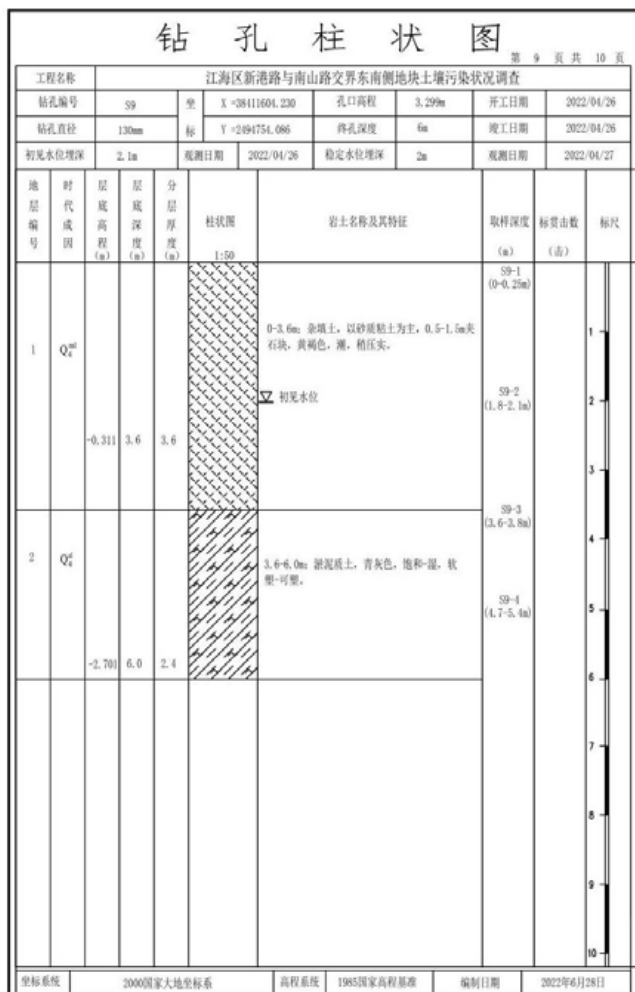 钻孔柱状图
第 9 页 共 10 页
工程名称 江海区新港路与南山路交界东南侧地块土壤污染状况调查
钻孔编号 S9 坐 X =38411604.230 孔口高程 3.299m 开工日期 2022/04/26
钻孔直径 130mm 标 Y =2494754.086 终孔深度 6m 竣工日期 2022/04/26
初见水位埋深 2.1m 观测日期 2022/04/26 稳定水位埋深 2m 观测日期 2022/04/27
地层编号 时代成因 层底高程(m) 层底深度(m) 分层厚度(m) 柱状图 1:50 岩土名称及其特征 取样深度(m) 标贯击数(击) 标尺
S9-1
(0-0.25m)
0-3.6m: 杂填土, 以砂质粘土为主, 0.5-1.5m夹
石块, 黄褐色, 潮, 稍压实。
1
1 Q₄ᵐˡ
初见水位
S9-2
(1.8-2.1m)
2
-0.311 3.6 3.6
3
S9-3
(3.6-3.8m)
4
2
3.6-6.0m: 淤泥质土, 青灰色, 饱和-湿, 软
塑-可塑。
S9-4
(4.7-5.4m)
5
-2.701 6.0 2.4
6
7
8
9
10
坐标系统 2000国家大地坐标系 高程系统 1985国家高程基准 编制日期 2022年6月28日